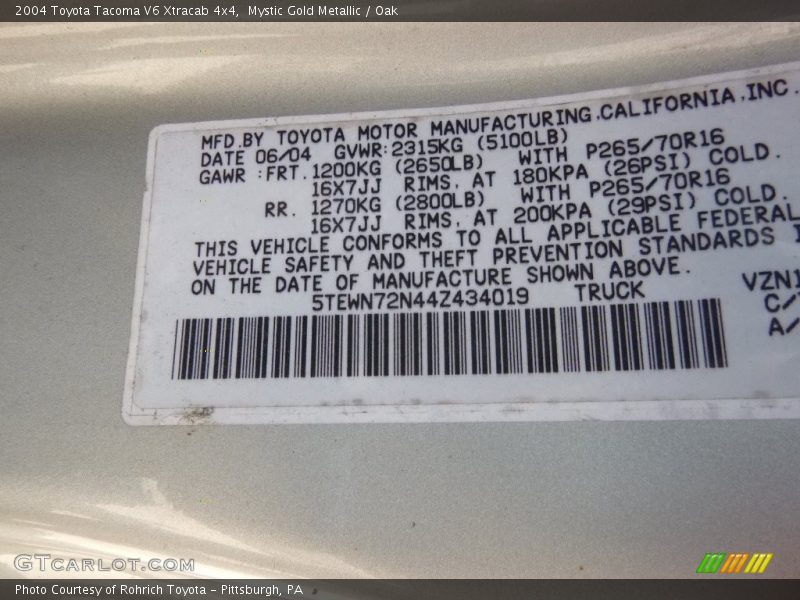 2004 Toyota Tacoma V6 Xtracab 4x4, Mystic Gold Metallic / Oak
MFD.BY TOYOTA MOTOR MANUFACTURING.CALIFORNIA.INC.
DATE 06/04 GVWR:2315KG (5100LB)
GAWR :FRT.1200KG (2650LB) WITH P265/70R16
16X7JJ RIMS, AT 180KPA (26PSI) COLD.
RR. 1270KG (2800LB) WITH P265/70R16
16X7JJ RIMS, AT 200KPA (29PSI) COLD.
THIS VEHICLE CONFORMS TO ALL APPLICABLE FEDERAL
VEHICLE SAFETY AND THEFT PREVENTION STANDARDS
ON THE DATE OF MANUFACTURE SHOWN ABOVE.
5TEWN72N44Z434019 TRUCK
VZN1
C/
A/
GTCARLOT.COM
Photo Courtesy of Rohrich Toyota - Pittsburgh, PA